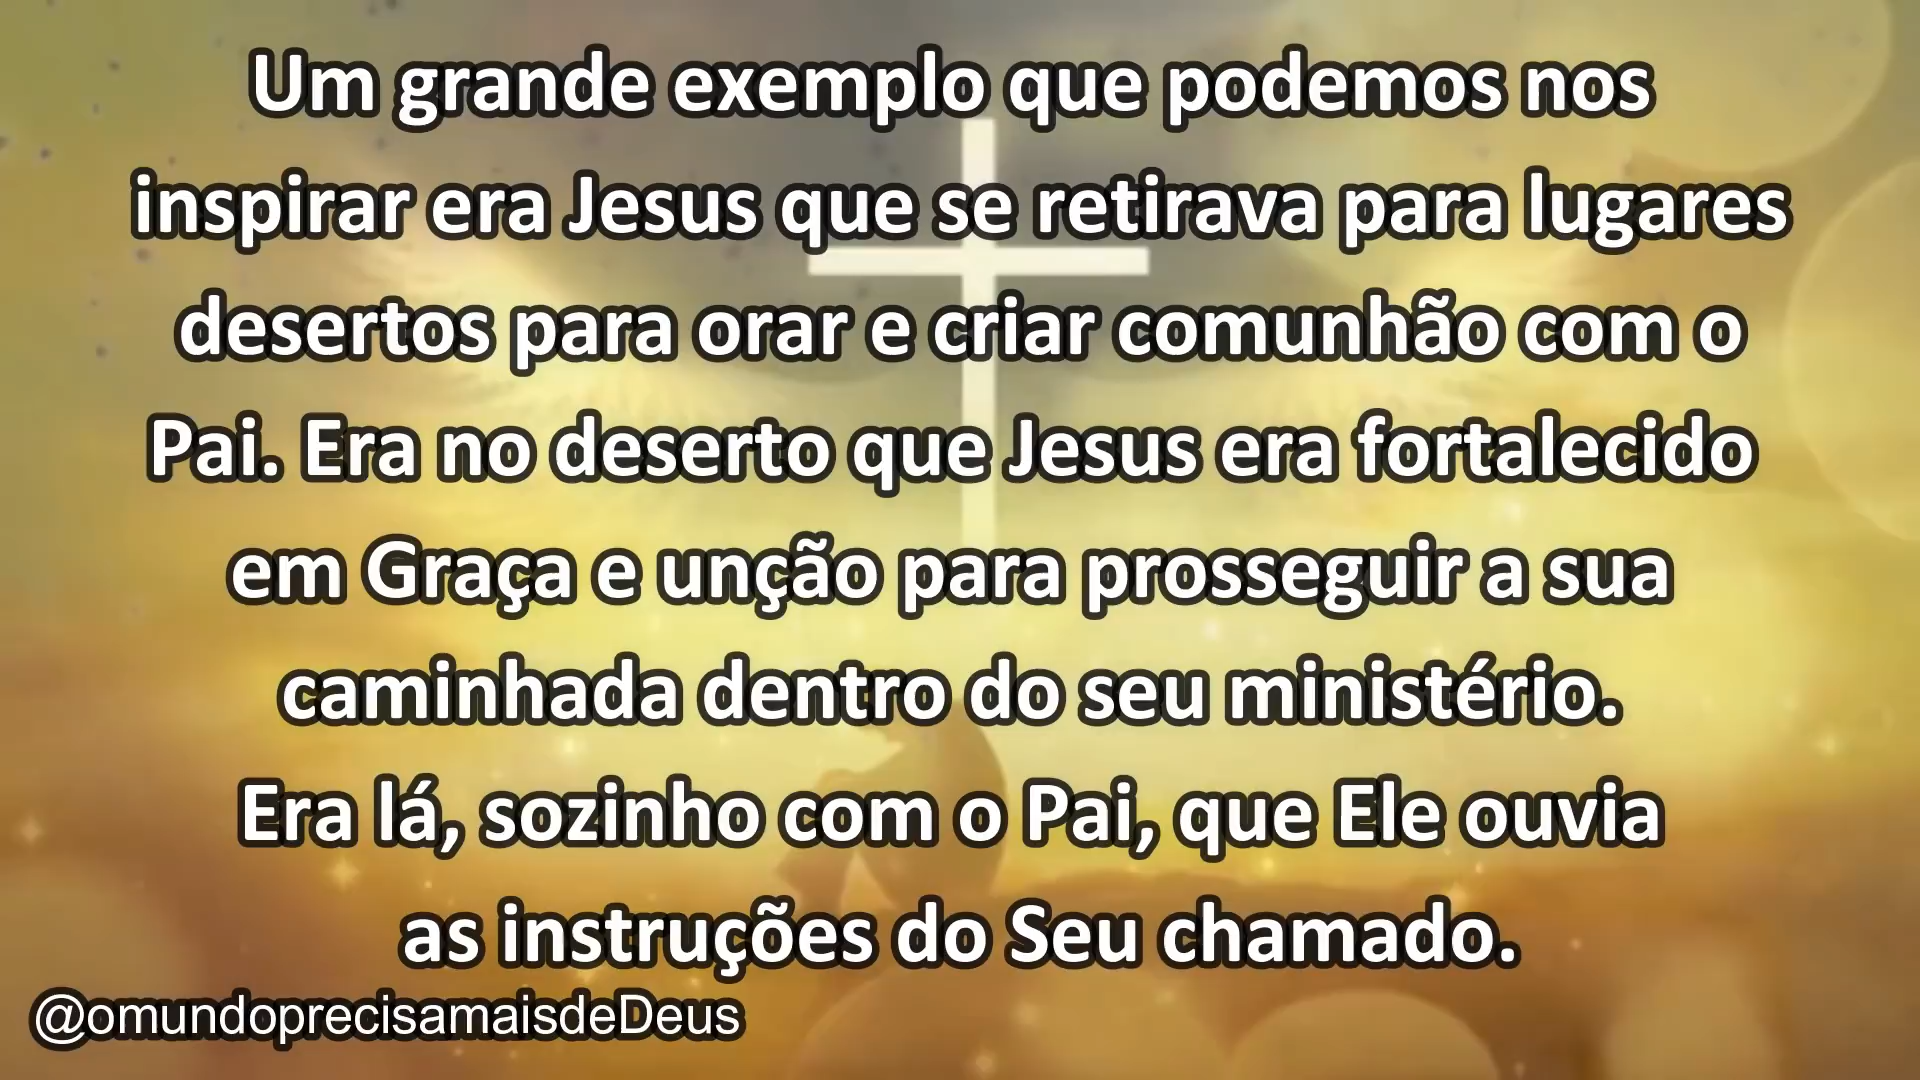 Um grande exemplo que podemos nos
inspirar era Jesus que se retirava para lugares
desertos para orar e criar comunhão com o
Pai. Era no deserto que Jesus era fortalecido
em Graça e unção para prosseguir a sua
caminhada dentro do seu ministério.
Era lá, sozinho com o Pai, que Ele ouvia
as instruções do Seu chamado.
@omundoprecisamaisdeDeus